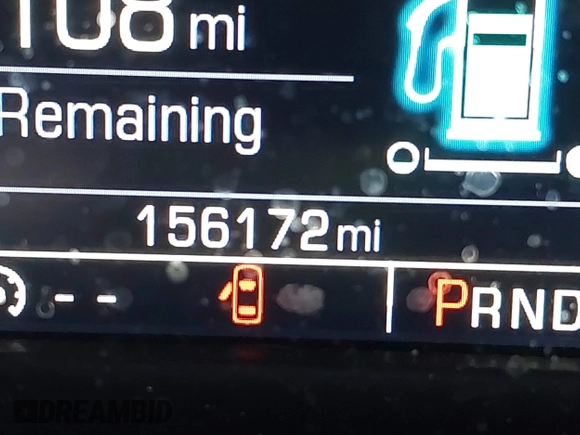 108 mi
Remaining
156172 mi
- -
PRND
DREAMBID